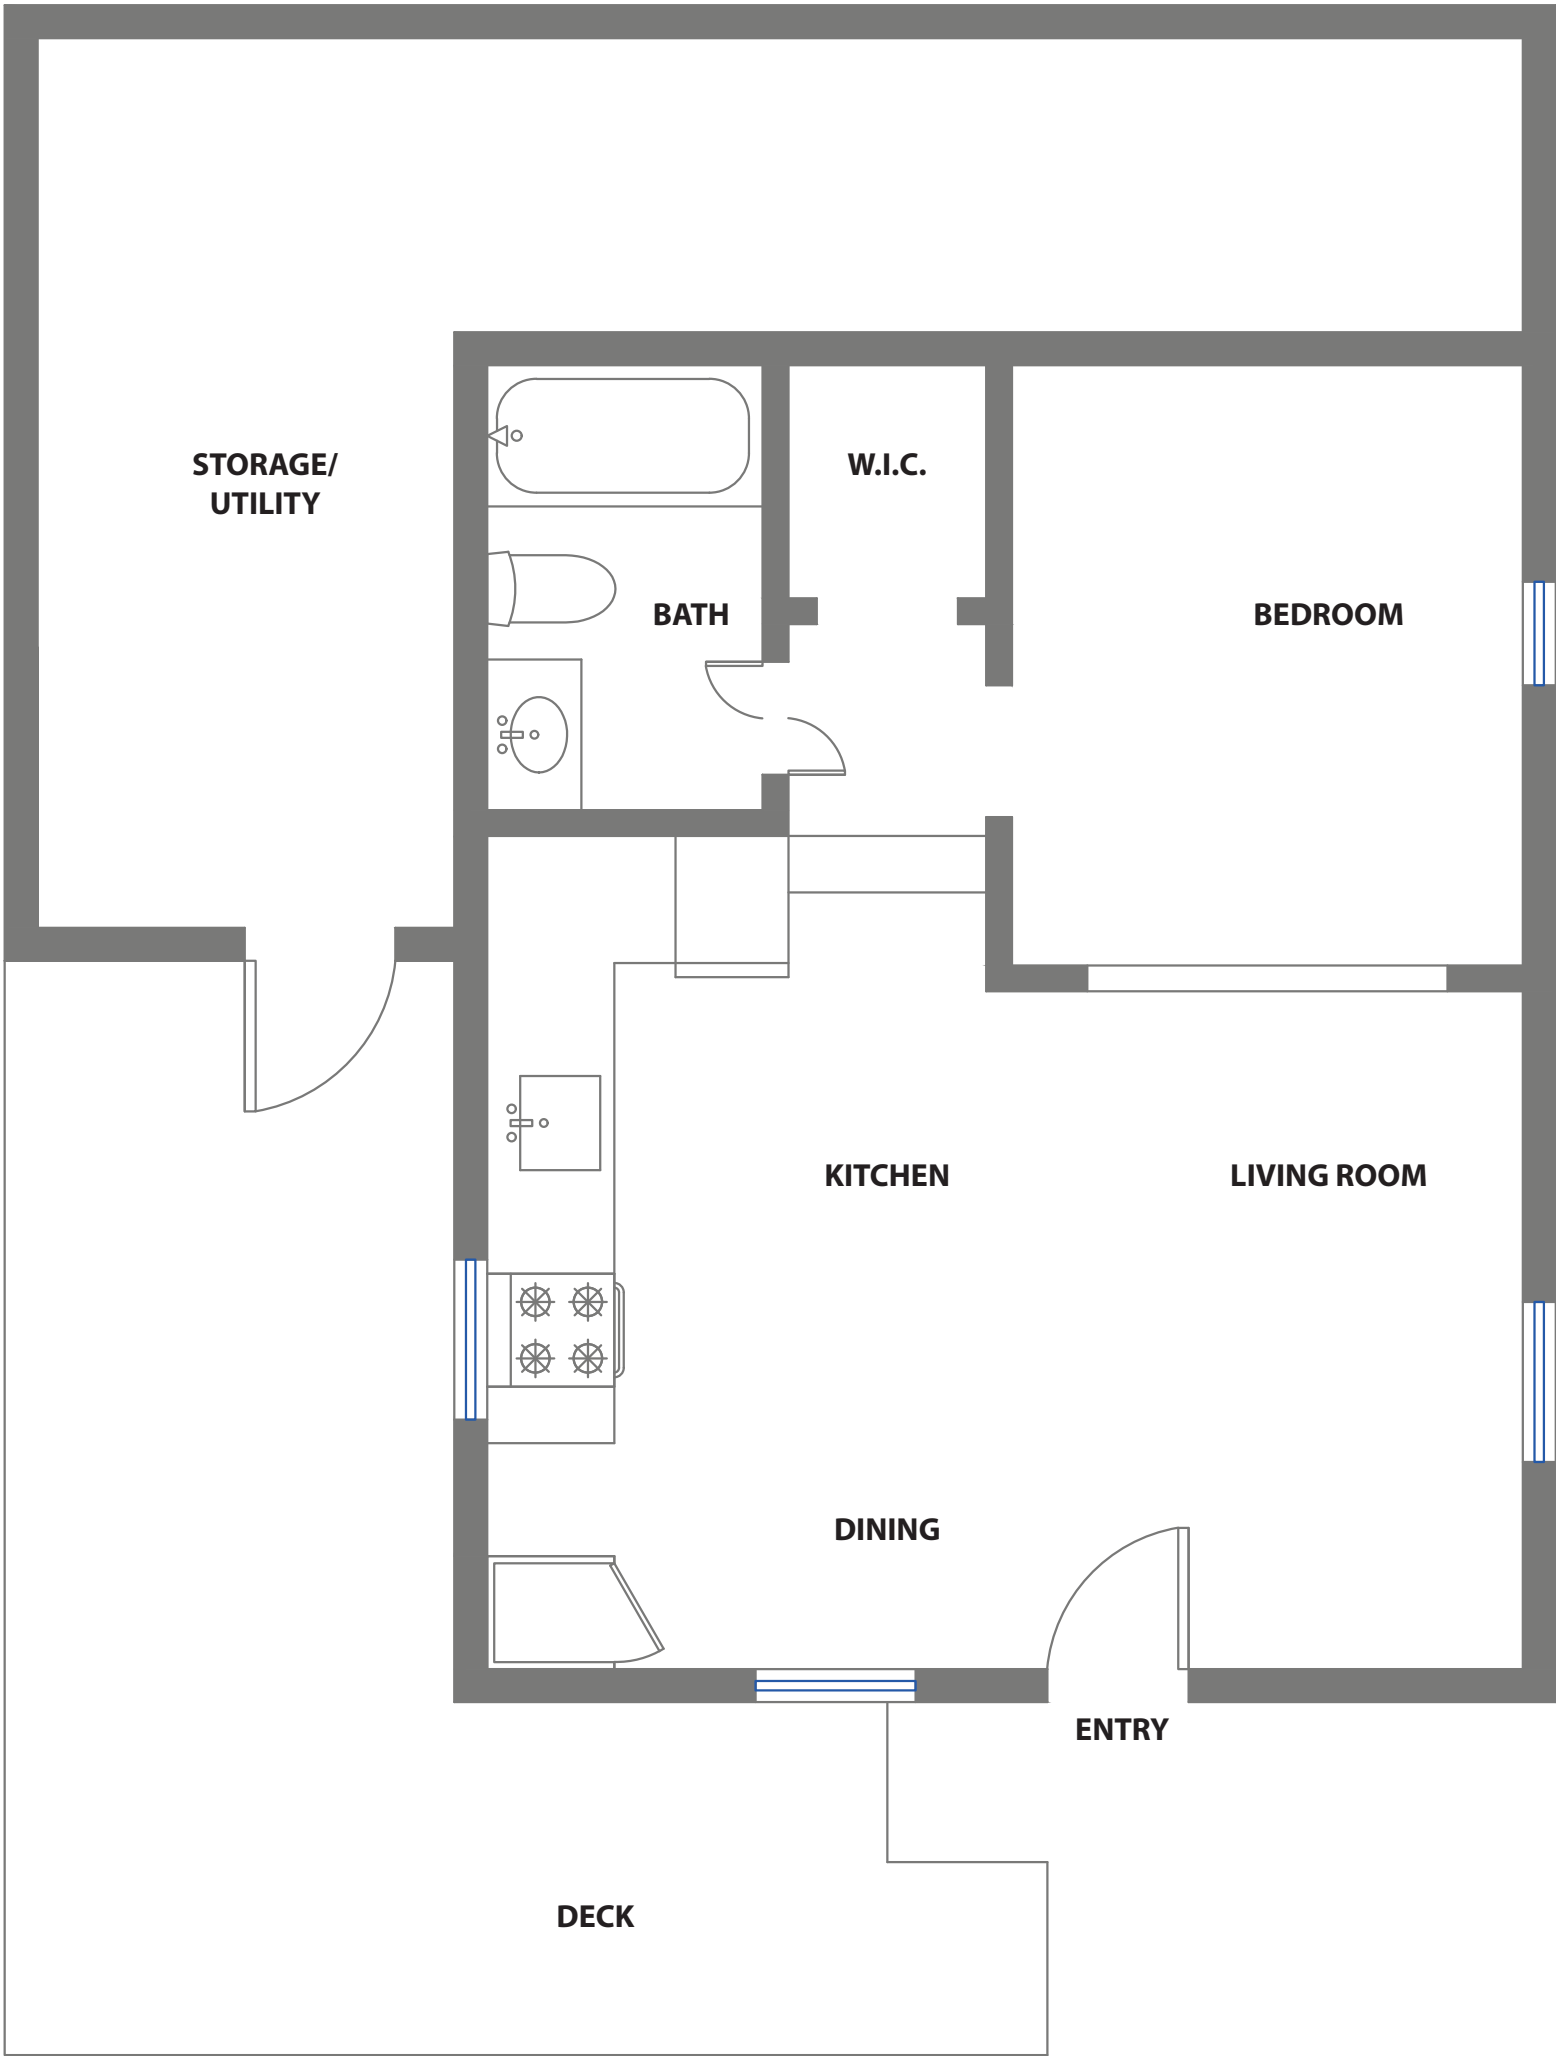 STORAGE/
UTILITY
W.I.C.
BATH
BEDROOM
KITCHEN
LIVING ROOM
DINING
ENTRY
DECK